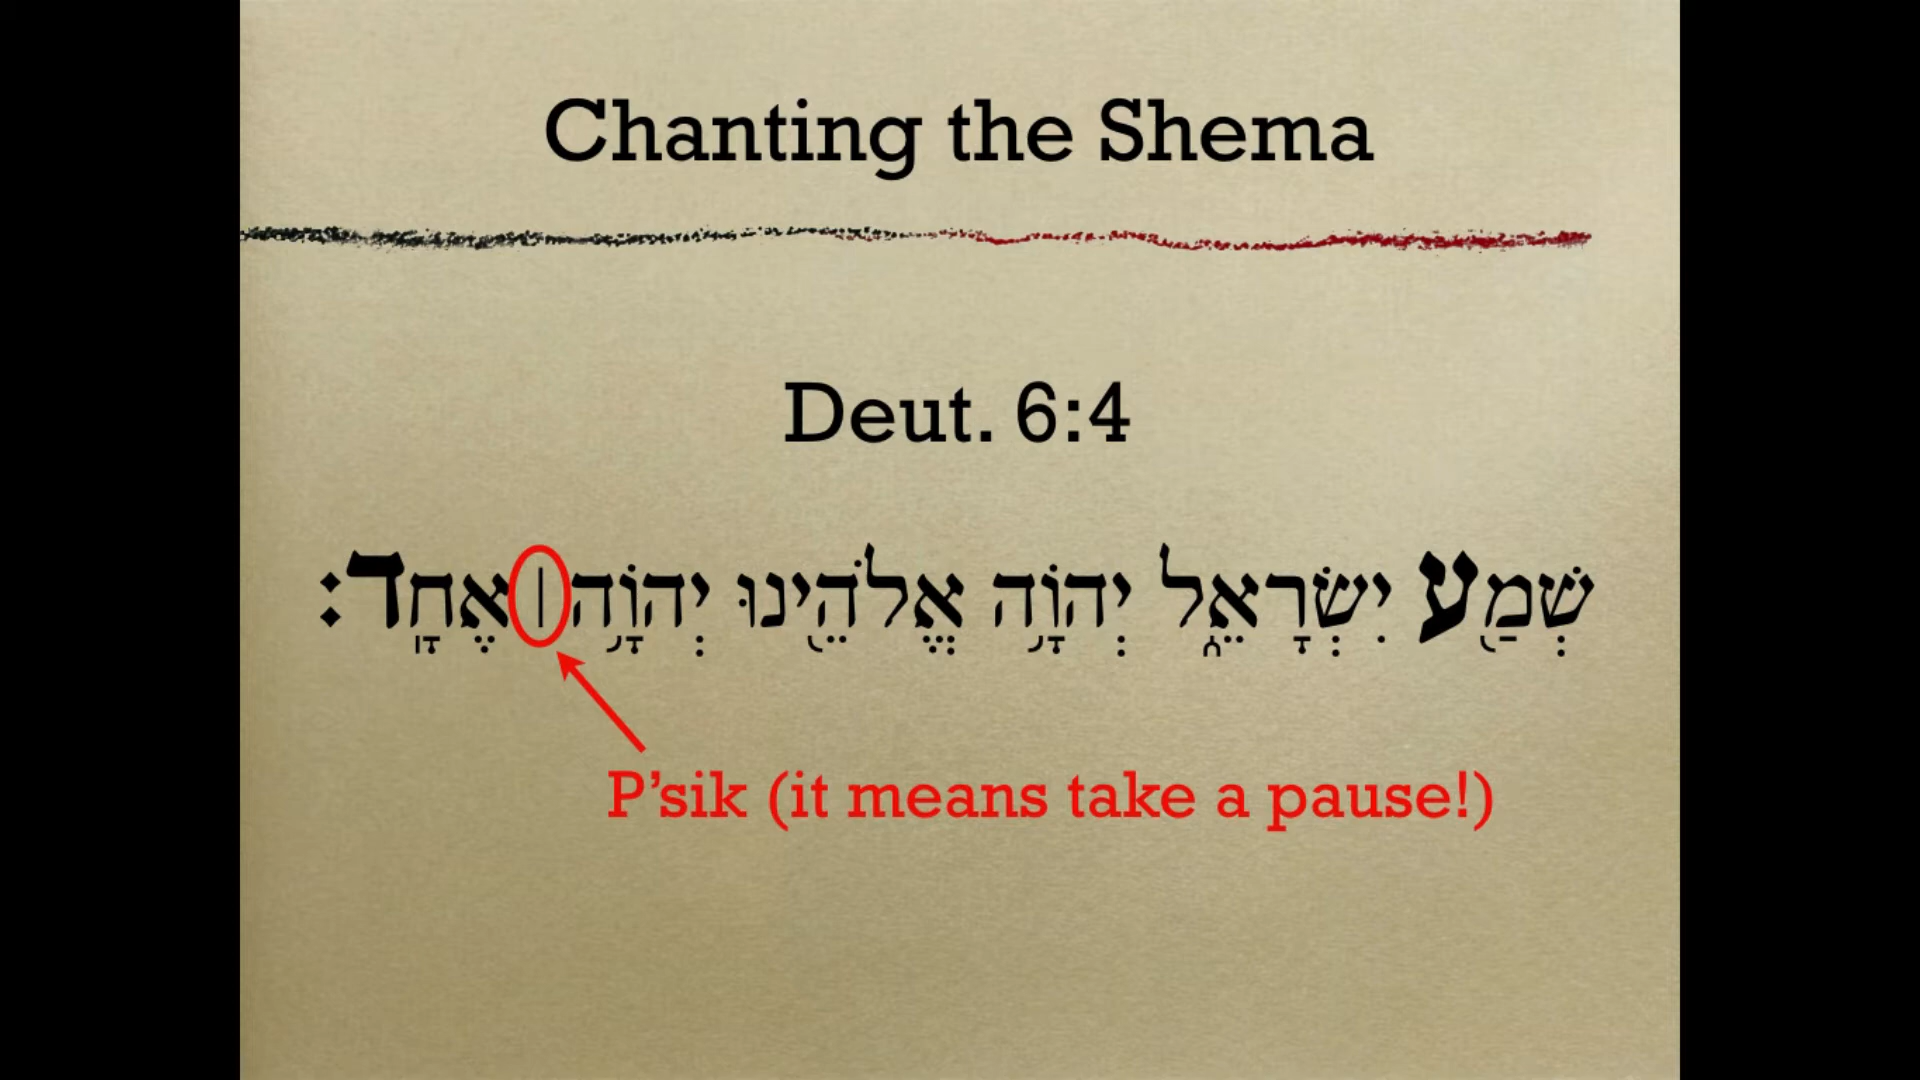 Chanting the Shema
Deut. 6:4
שְׁמַ֖ע יִשְׂרָאֵ֑ל יְהוָֹ֥ה אֱלֹהֵ֖ינוּ יְהוָֹ֥ה׀אֶחָֽד׃
P’sik (it means take a pause!)